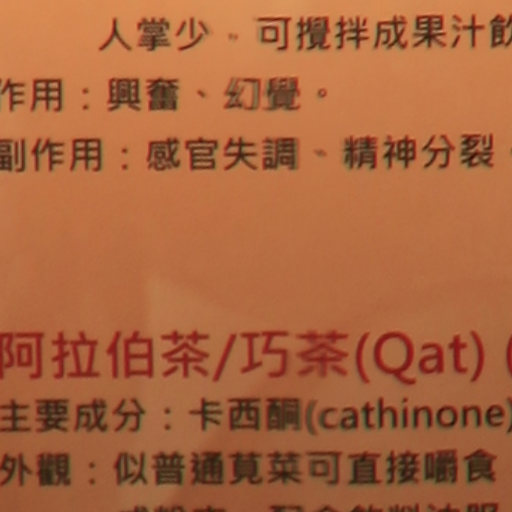 人掌少。可攪拌成果汁飲
作用：興奮、幻覺。
副作用：感官失調、精神分裂
阿拉伯茶/巧茶(Qat) (
主要成分：卡西酮(cathinone)
外觀：似普通莧菜可直接嚼食